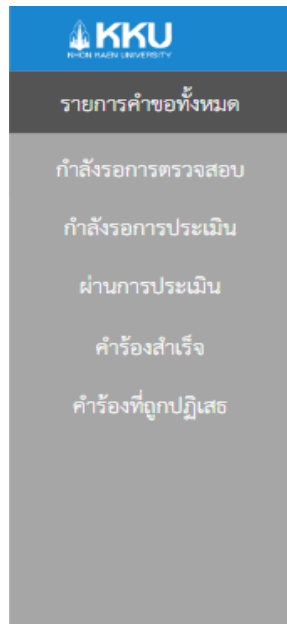 KKU
KHON KAEN UNIVERSITY
รายการคำขอทั้งหมด
กำลังรอการตรวจสอบ
กำลังรอการประเมิน
ผ่านการประเมิน
คำร้องสำเร็จ
คำร้องที่ถูกปฏิเสธ